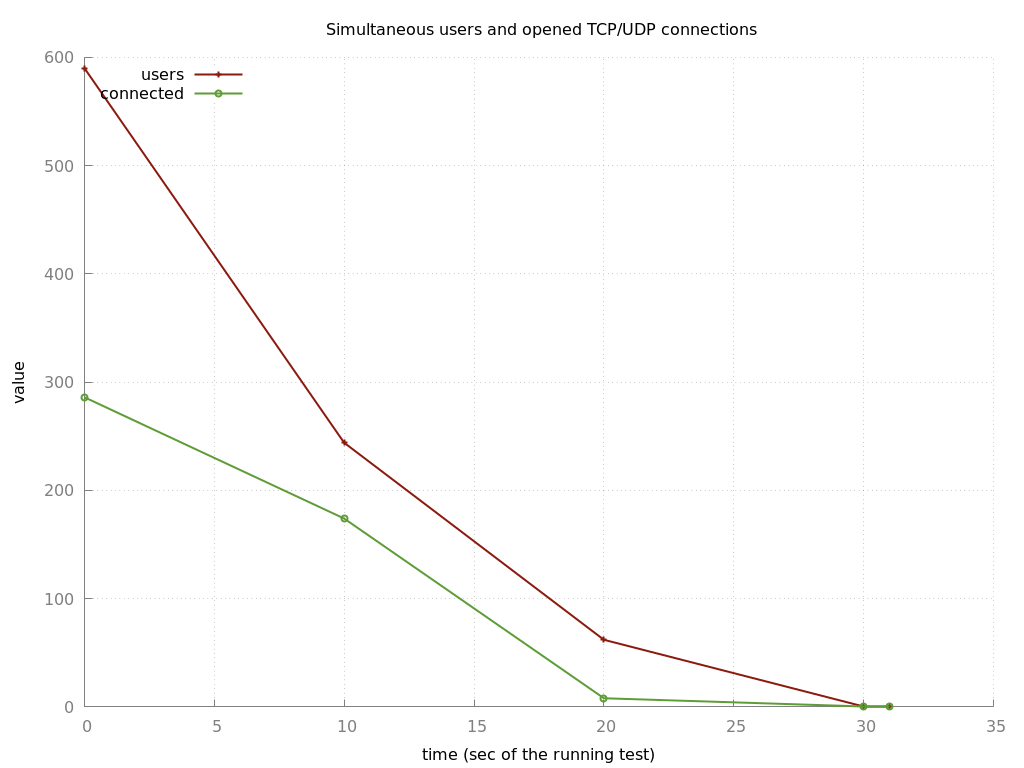 Simultaneous users and opened TCP/UDP connections
600
users
connected
500
400
300
value
200
100
0
0 5 10 15 20 25 30 35
time (sec of the running test)